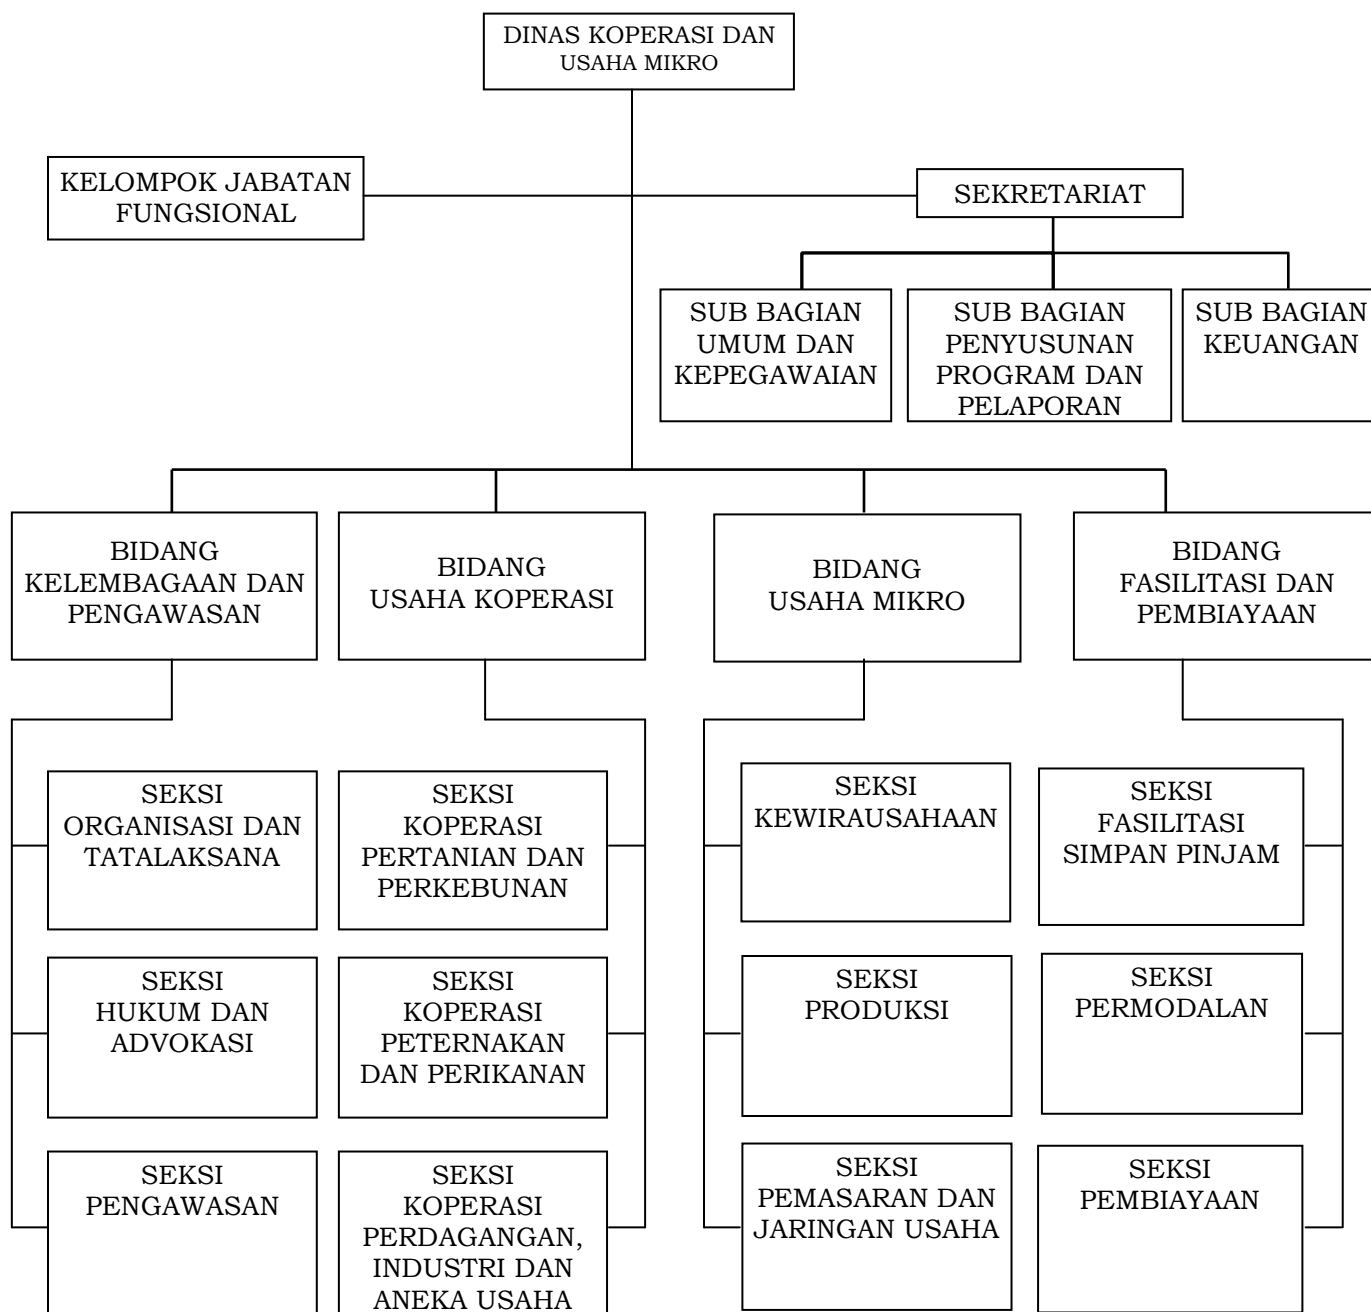 DINAS KOPERASI DAN
USAHA MIKRO
KELOMPOK JABATAN
FUNGSIONAL
SEKRETARIAT
SUB BAGIAN
UMUM DAN
KEPEGAWAIAN
SUB BAGIAN
PENYUSUNAN
PROGRAM DAN
PELAPORAN
SUB BAGIAN
KEUANGAN
BIDANG
KELEMBAGAAN DAN
PENGAWASAN
BIDANG
USAHA KOPERASI
BIDANG
USAHA MIKRO
BIDANG
FASILITASI DAN
PEMBIAYAAN
SEKSI
ORGANISASI DAN
TATALAKSANA
SEKSI
KOPERASI
PERTANIAN DAN
PERKEBUNAN
SEKSI
KEWIRAUSAHAAN
SEKSI
FASILITASI
SIMPAN PINJAM
SEKSI
HUKUM DAN
ADVOKASI
SEKSI
KOPERASI
PETERNAKAN
DAN PERIKANAN
SEKSI
PRODUKSI
SEKSI
PERMODALAN
SEKSI
PENGAWASAN
SEKSI
KOPERASI
PERDAGANGAN,
INDUSTRI DAN
ANEKA USAHA
SEKSI
PEMASARAN DAN
JARINGAN USAHA
SEKSI
PEMBIAYAAN